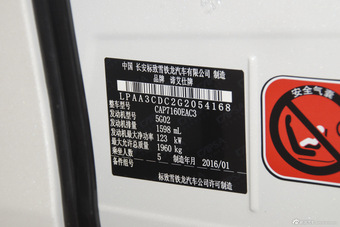 中国 长安标致雪铁龙汽车有限公司 制造
品牌 谛艾仕牌
LPAA3CDC2G2054168
整车型号 CAP7160EAC3
发动机型号 5G02
发动机排量 1598 mL
发动机最大净功率 123 kW
最大允许总质量 1960 kg
乘坐人数 5 制造年月 2016/01
备件组号
标致雪铁龙汽车公司许可制造
安全气囊